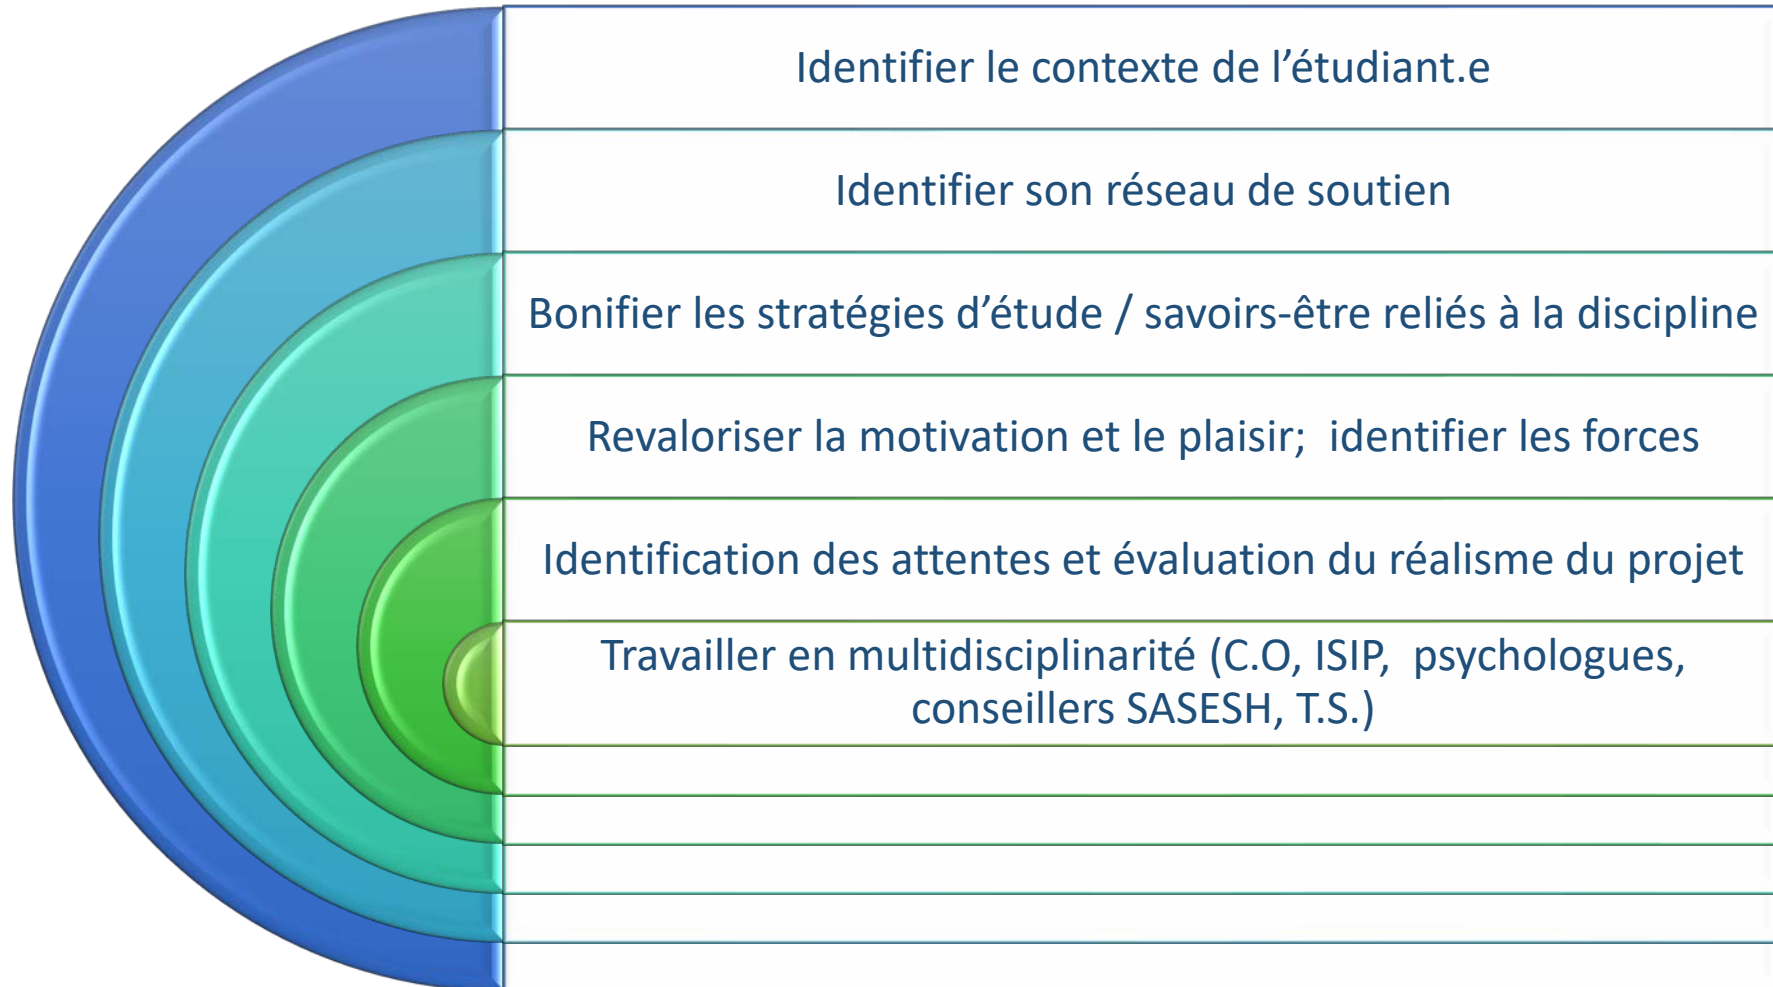 Identifier le contexte de l’étudiant.e
Identifier son réseau de soutien
Bonifier les stratégies d’étude / savoirs-être reliés à la discipline
Revaloriser la motivation et le plaisir;  identifier les forces
Identification des attentes et évaluation du réalisme du projet
Travailler en multidisciplinarité (C.O, ISIP,  psychologues,
conseillers SASESH, T.S.)